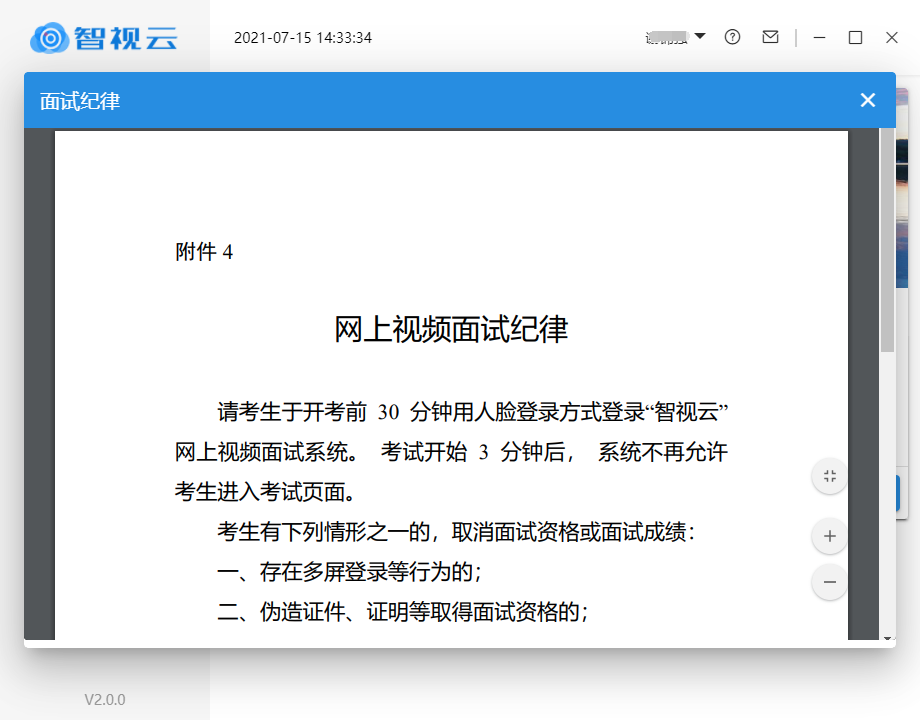 智视云
2021-07-15 14:33:34
面试纪律
附件 4
网上视频面试纪律
请考生于开考前 30 分钟用人脸登录方式登录“智视云”
网上视频面试系统。 考试开始 3 分钟后， 系统不再允许
考生进入考试页面。
考生有下列情形之一的，取消面试资格或面试成绩：
一、存在多屏登录等行为的；
二、伪造证件、证明等取得面试资格的；
V2.0.0